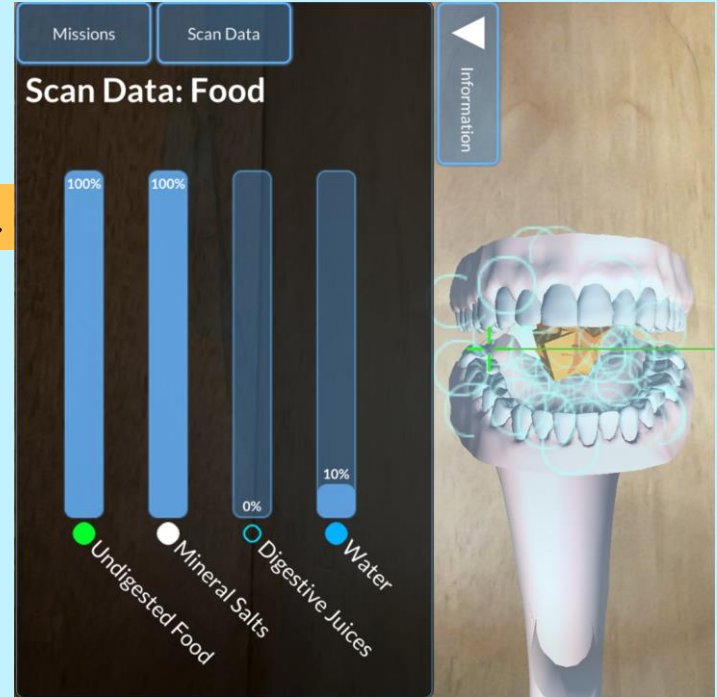 Missions
Scan Data
Information
Scan Data: Food
100%
100%
0%
10%
Undigested Food
Mineral Salts
Digestive Juices
Water